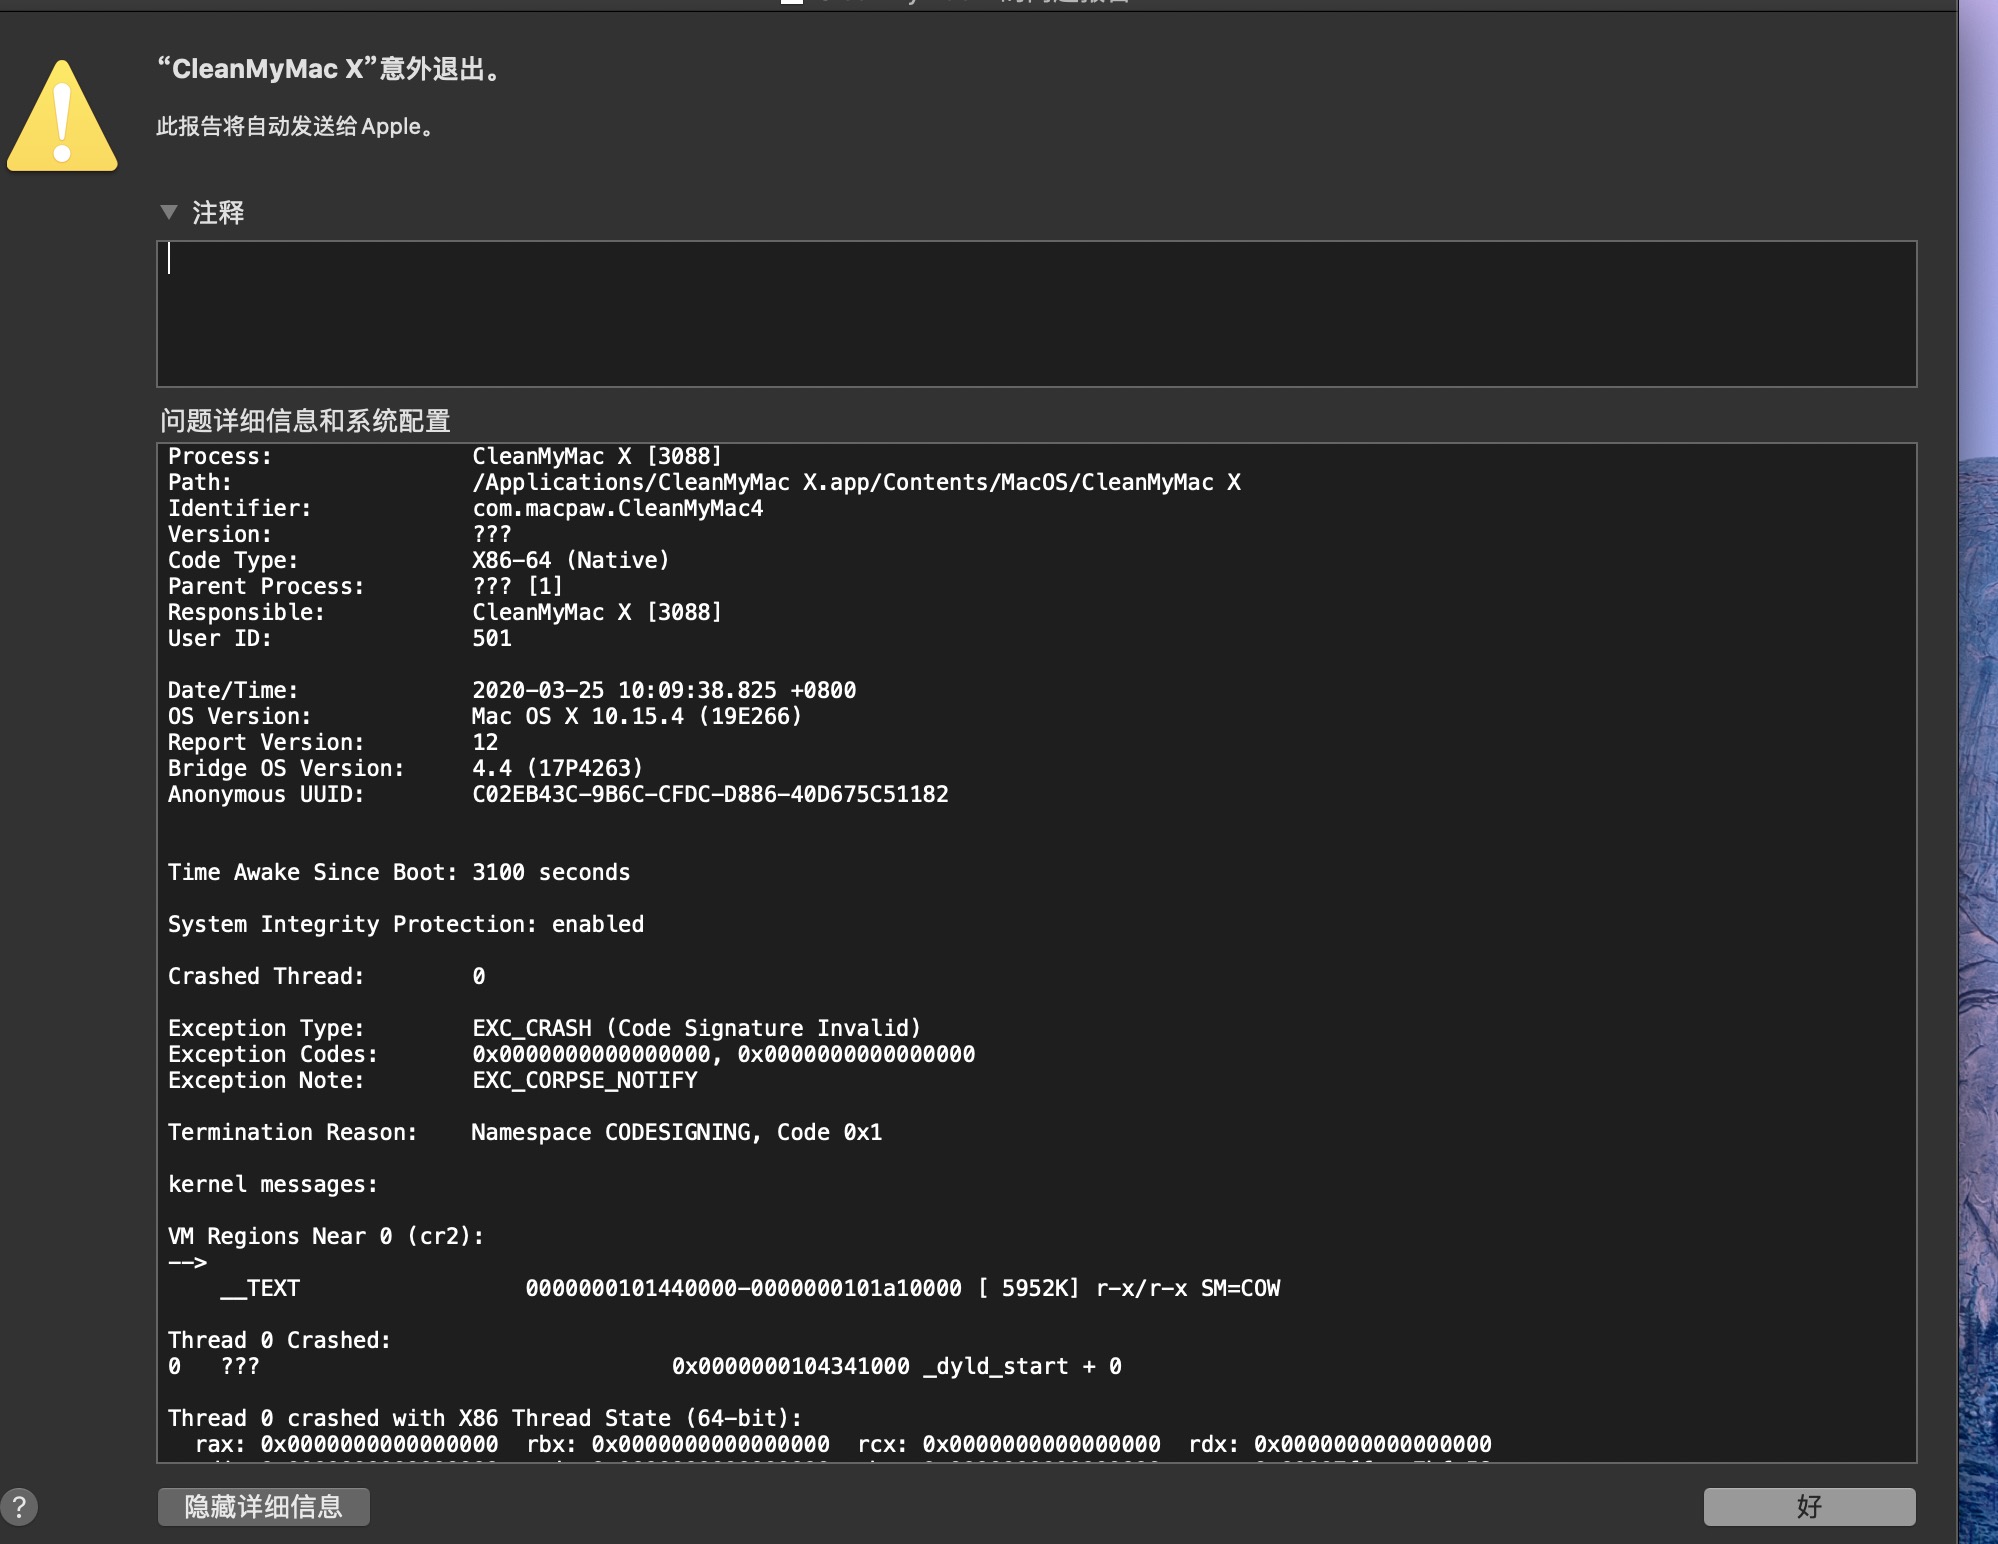 “CleanMyMac X”意外退出。
此报告将自动发送给 Apple。
注释
问题详细信息和系统配置
Process: CleanMyMac X [3088]
Path: /Applications/CleanMyMac X.app/Contents/MacOS/CleanMyMac X
Identifier: com.macpaw.CleanMyMac4
Version: ???
Code Type: X86-64 (Native)
Parent Process: ??? [1]
Responsible: CleanMyMac X [3088]
User ID: 501
Date/Time: 2020-03-25 10:09:38.825 +0800
OS Version: Mac OS X 10.15.4 (19E266)
Report Version: 12
Bridge OS Version: 4.4 (17P4263)
Anonymous UUID: C02EB43C-9B6C-CFDC-D886-40D675C51182
Time Awake Since Boot: 3100 seconds
System Integrity Protection: enabled
Crashed Thread: 0
Exception Type: EXC_CRASH (Code Signature Invalid)
Exception Codes: 0x0000000000000000, 0x0000000000000000
Exception Note: EXC_CORPSE_NOTIFY
Termination Reason: Namespace CODESIGNING, Code 0x1
kernel messages:
VM Regions Near 0 (cr2):
-->
__TEXT 0000000101440000-0000000101a10000 [ 5952K] r-x/r-x SM=COW
Thread 0 Crashed:
0 ??? 0x0000000104341000 _dyld_start + 0
Thread 0 crashed with X86 Thread State (64-bit):
rax: 0x0000000000000000 rbx: 0x0000000000000000 rcx: 0x0000000000000000 rdx: 0x0000000000000000
?
隐藏详细信息
好